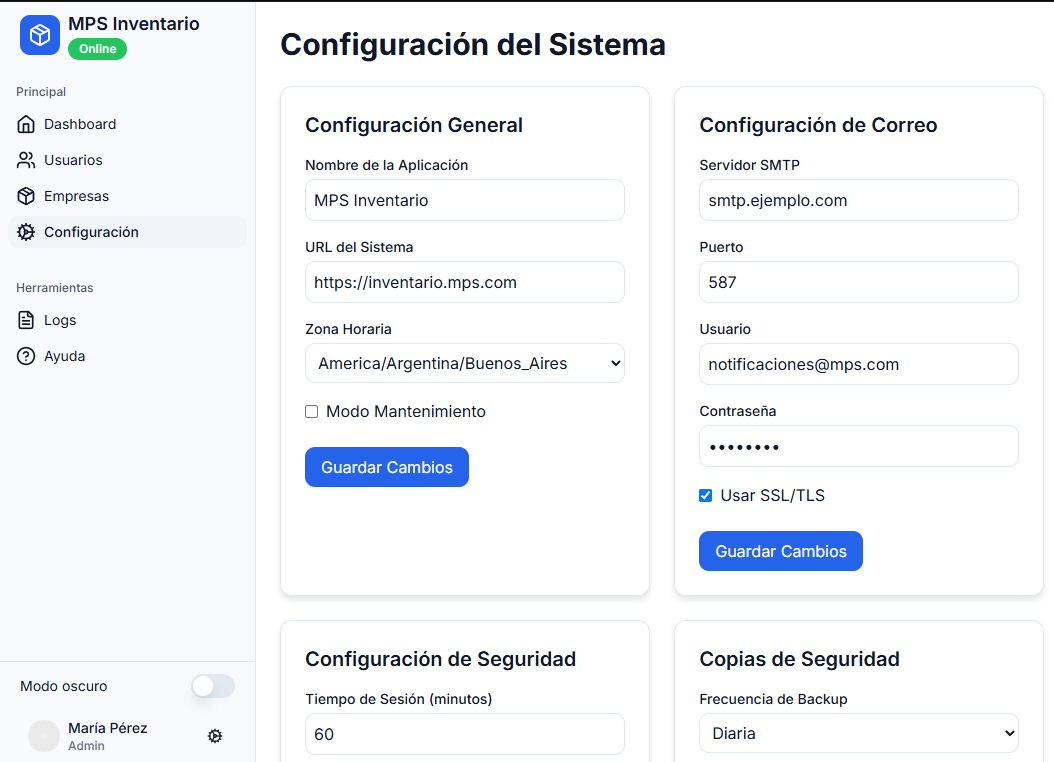 MPS Inventario
Online
Principal
Dashboard
Usuarios
Empresas
Configuración
Herramientas
Logs
Ayuda
Modo oscuro
María Pérez
Admin
Configuración del Sistema
Configuración General
Nombre de la Aplicación
MPS Inventario
URL del Sistema
https://inventario.mps.com
Zona Horaria
America/Argentina/Buenos_Aires
Modo Mantenimiento
Guardar Cambios
Configuración de Correo
Servidor SMTP
smtp.ejemplo.com
Puerto
587
Usuario
notificaciones@mps.com
Contraseña
••••••••
Usar SSL/TLS
Guardar Cambios
Configuración de Seguridad
Tiempo de Sesión (minutos)
60
Copias de Seguridad
Frecuencia de Backup
Diaria